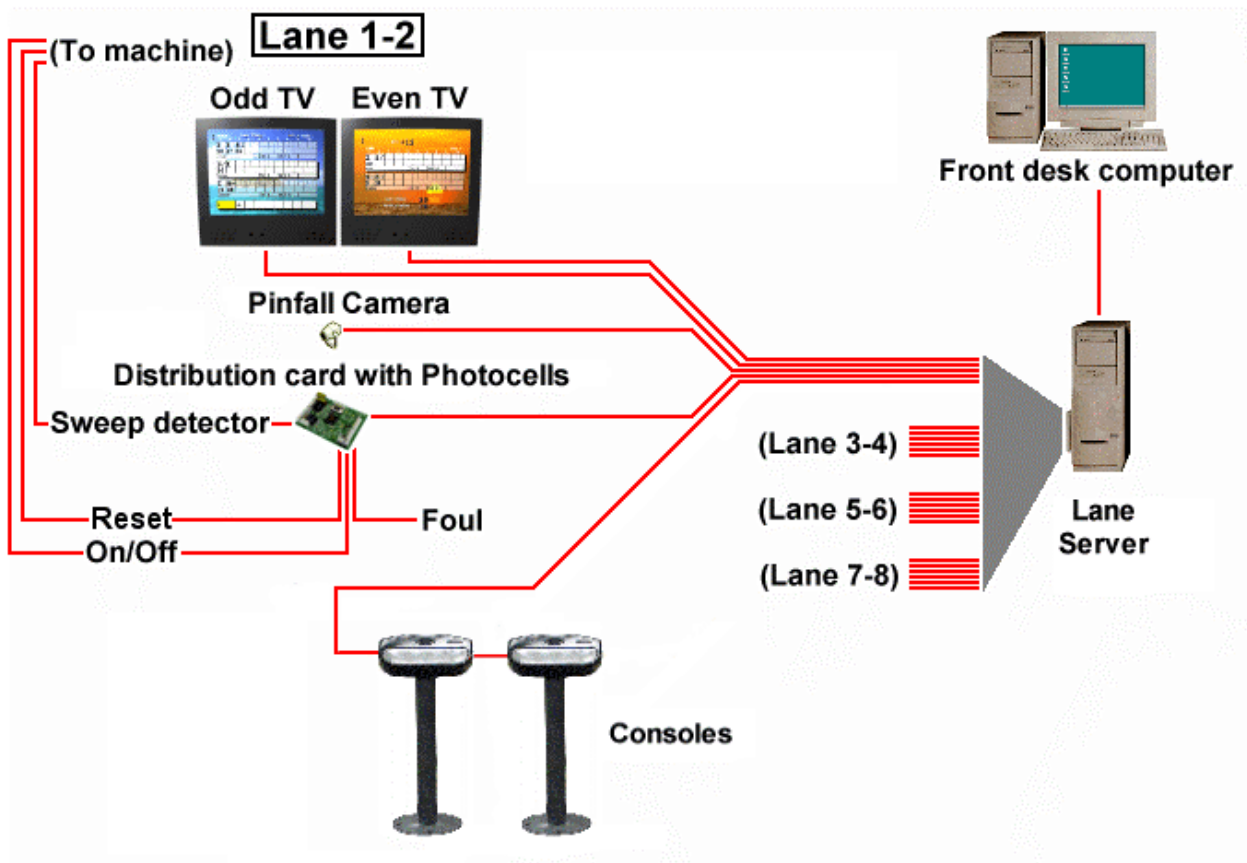 (To machine)
Lane 1-2
Odd TV
Even TV
Front desk computer
Pinfall Camera
Distribution card with Photocells
Sweep detector
(Lane 3-4)
(Lane 5-6)
(Lane 7-8)
Lane
Server
Reset
Foul
On/Off
Consoles